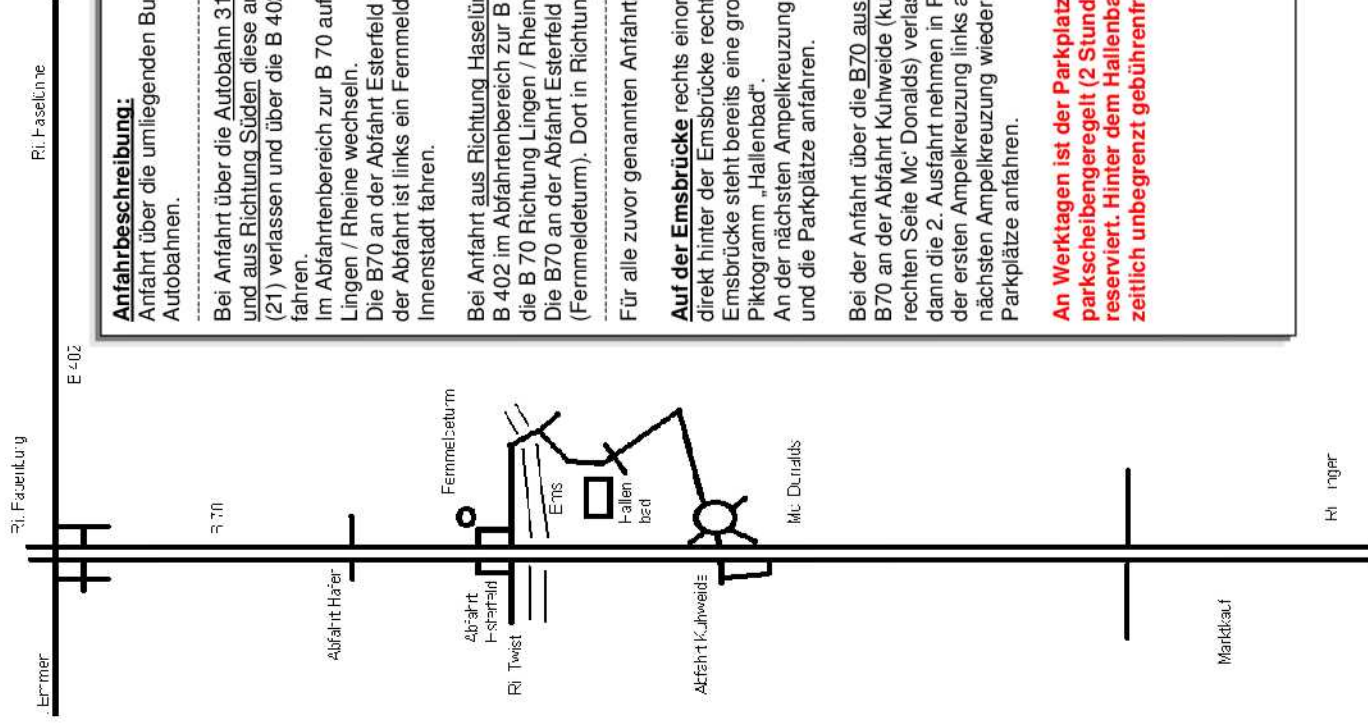 Ri. Haselünne
B 402
B 70
Abfahrt
Fernmeldeturm
Abfahrt
Ri Twist
Ems
Hallen
bad
Abfahrt Kuhweide
Mc Donalds
Marktkauf
Ri
Anfahrbeschreibung:
Anfahrt über die umliegenden Bu
Autobahnen.
Bei Anfahrt über die Autobahn 31
und aus Richtung Süden diese a
(21) verlassen und über die B 402
fahren.
Im Abfahrtenbereich zur B 70 auf
Lingen / Rheine wechseln.
Die B70 an der Abfahrt Esterfeld
der Abfahrt ist links ein Fernmeld
Innenstadt fahren.
Bei Anfahrt aus Richtung Haselün
B 402 im Abfahrtenbereich zur B
die B 70 Richtung Lingen / Rhein
Die B70 an der Abfahrt Esterfeld
(Fernmeldeturm). Dort in Richtun
Für alle zuvor genannten Anfahrt
Auf der Emsbrücke rechts einor
direkt hinter der Emsbrücke rech
Emsbrücke steht bereits eine gro
Piktogramm „Hallenbad“.
An der nächsten Ampelkreuzung
und die Parkplätze anfahren.
Bei der Anfahrt über die B70 aus
B70 an der Abfahrt Kuhweide (ku
rechten Seite Mc' Donalds) verlas
dann die 2. Ausfahrt nehmen in F
der ersten Ampelkreuzung links a
nächsten Ampelkreuzung wieder
Parkplätze anfahren.
An Werktagen ist der Parkplatz
parkscheibengeregelt (2 Stund
reserviert. Hinter dem Hallenba
zeitlich unbegrenzt gebührenfr